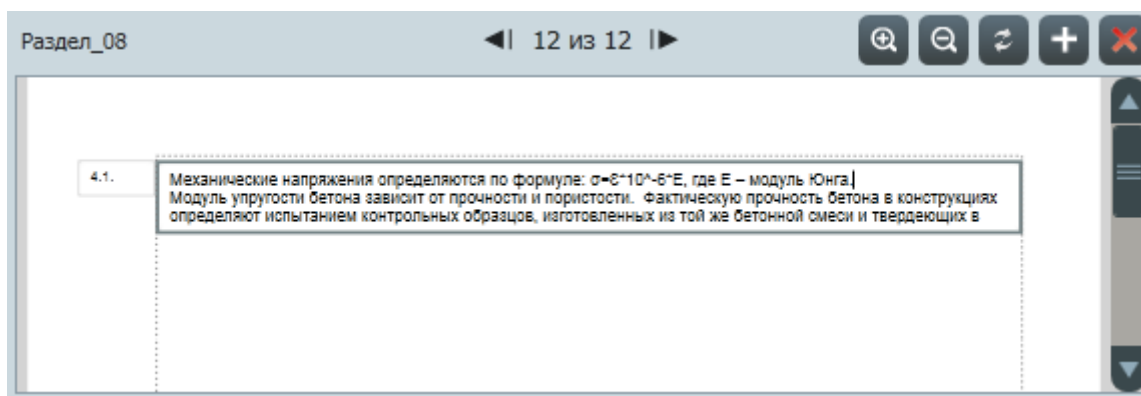 Раздел_08
12 из 12
4.1.
Механические напряжения определяются по формуле: σ=Ԑ*10^-6*E, где E – модуль Юнга.
Модуль упругости бетона зависит от прочности и пористости.  Фактическую прочность бетона в конструкциях
определяют испытанием контрольных образцов, изготовленных из той же бетонной смеси и твердеющих в